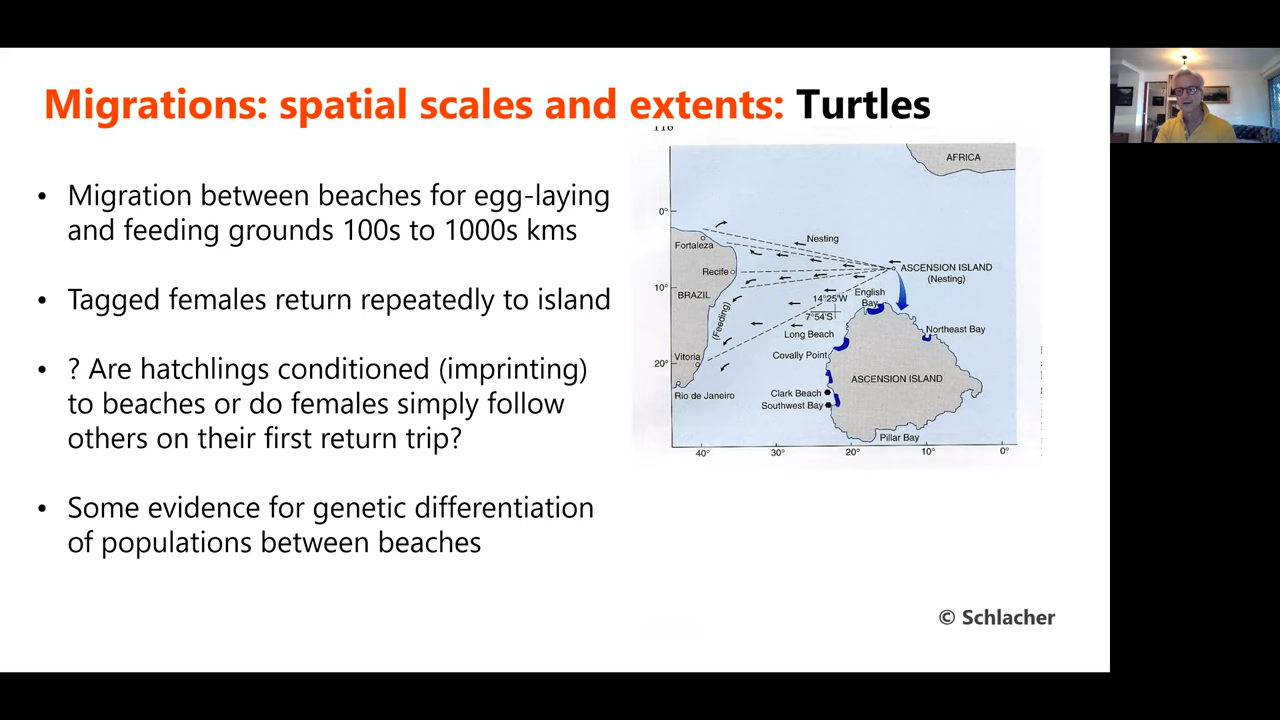 Migrations: spatial scales and extents: Turtles
• Migration between beaches for egg-laying
and feeding grounds 100s to 1000s kms
• Tagged females return repeatedly to island
• ? Are hatchlings conditioned (imprinting)
to beaches or do females simply follow
others on their first return trip?
• Some evidence for genetic differentiation
of populations between beaches
116
AFRICA
0°
Fortaleza
Nesting
Recife
ASCENSION ISLAND
(Nesting)
10°
BRAZIL
(Feeding)
14°25'W
7°54'S
English
Bay
Long Beach
Northeast Bay
Covally Point
Vitoria
20°
ASCENSION ISLAND
Rio de Janeiro
Clark Beach
Southwest Bay
Pillar Bay
40°
30°
20°
10°
0°
© Schlacher